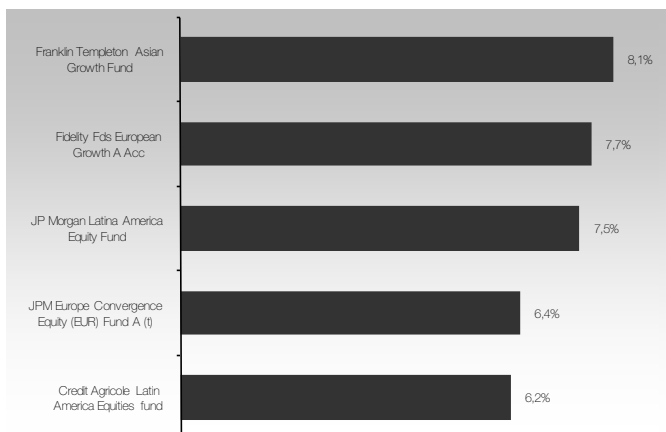 Franklin Templeton Asian
Growth Fund
8,1%
Fidelity Fds European
Growth A Acc
7,7%
JP Morgan Latina America
Equity Fund
7,5%
JPM Europe Convergence
Equity (EUR) Fund A (t)
6,4%
Credit Agricole Latin
America Equities fund
6,2%